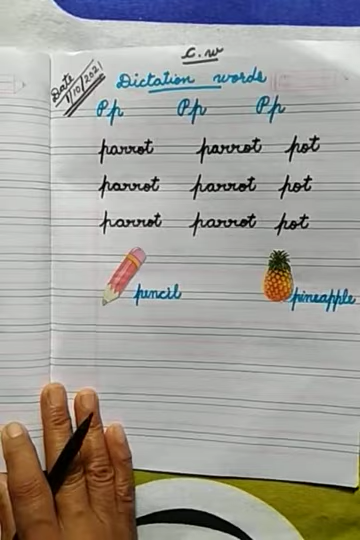 C.W
Date 1/10/2021
Dictation words
Pp Pp Pp
parrot parrot pot
parrot parrot pot
parrot parrot pot
pencil pineapple